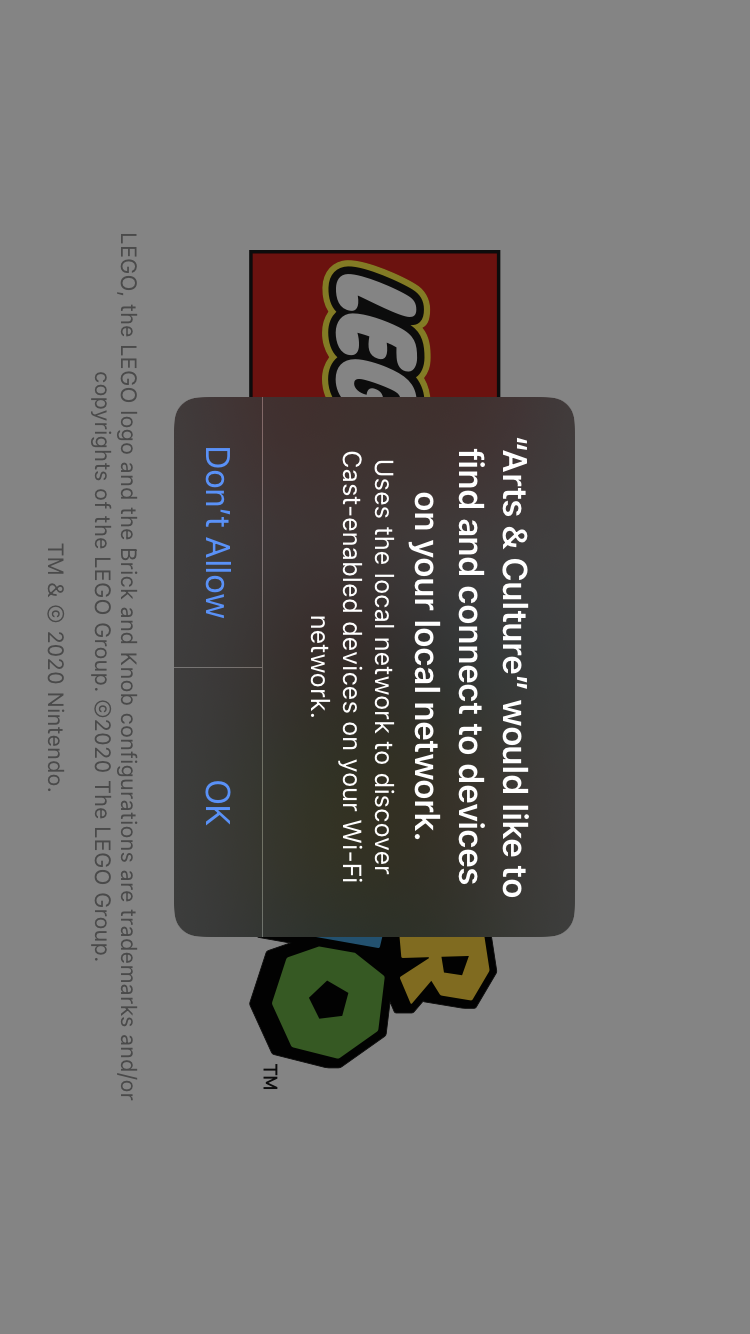 LEG
R
O
TM
“Arts & Culture” would like to
find and connect to devices
on your local network.
Uses the local network to discover
Cast-enabled devices on your Wi-Fi
network.
Don’t Allow
OK
LEGO, the LEGO logo and the Brick and Knob configurations are trademarks and/or
copyrights of the LEGO Group. ©2020 The LEGO Group.
TM & © 2020 Nintendo.